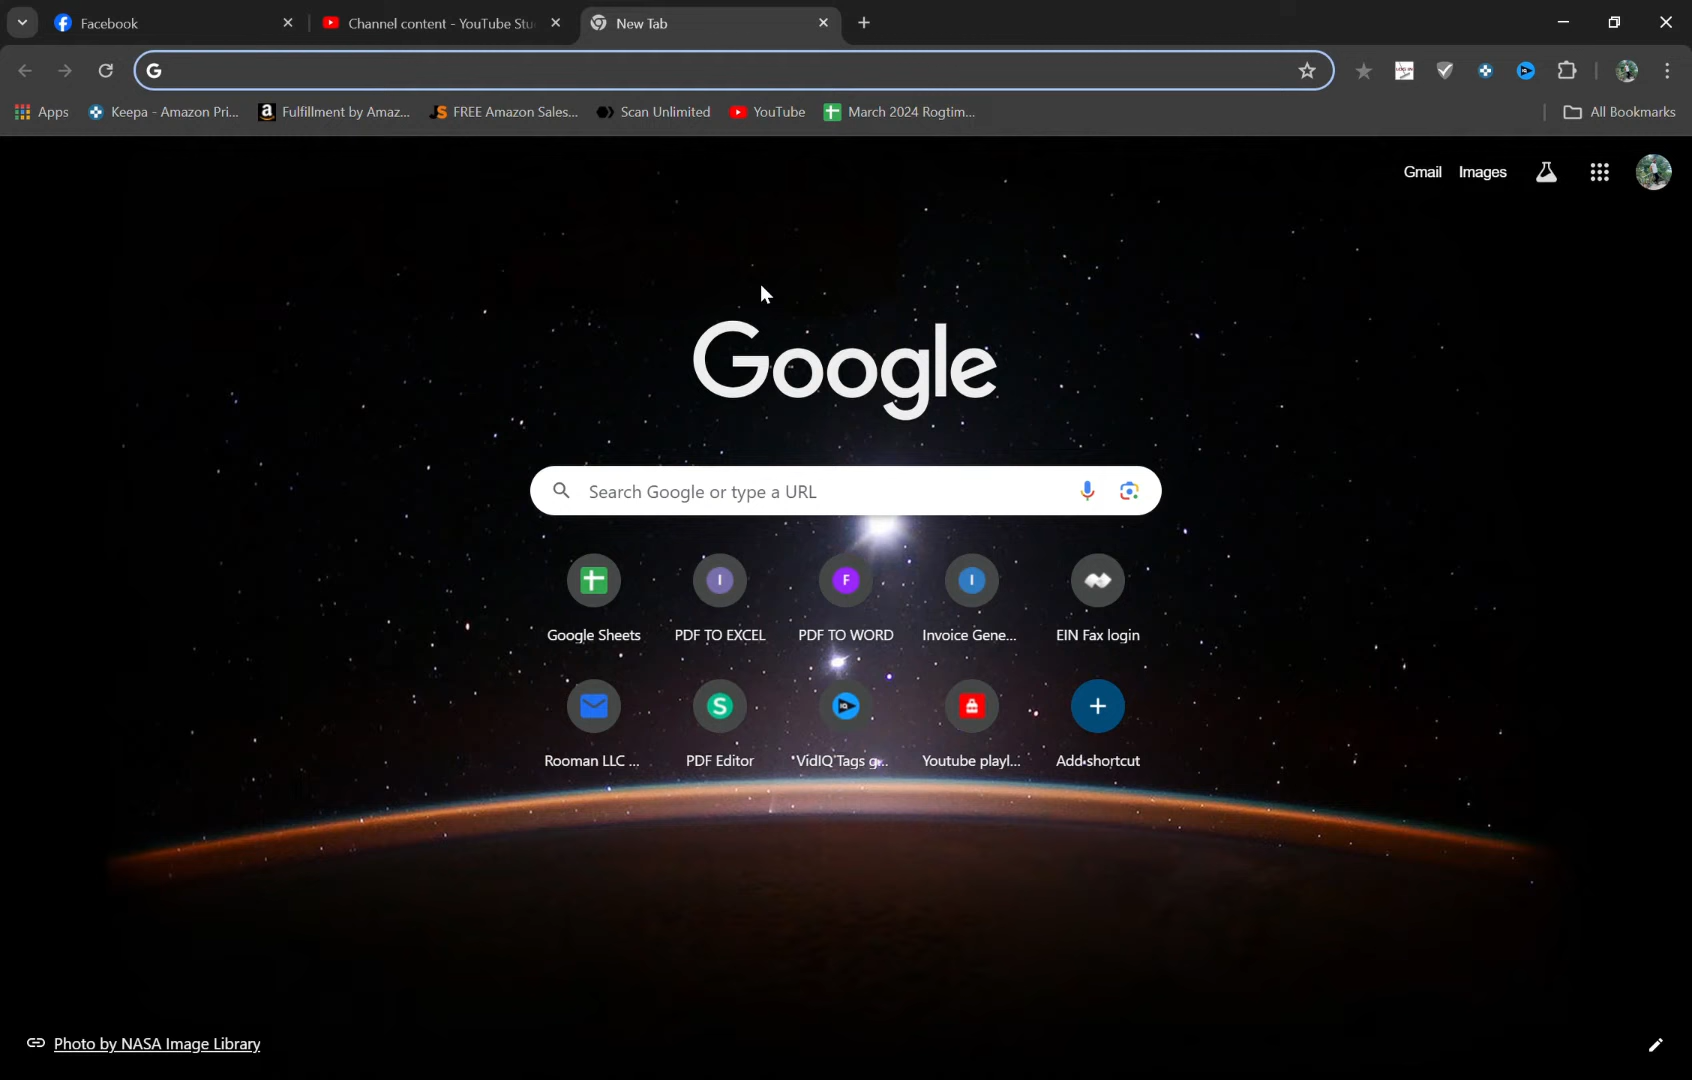 Facebook
Channel content - YouTube Stu
New Tab
Apps
Keepa - Amazon Pri...
Fulfillment by Amaz...
FREE Amazon Sales...
Scan Unlimited
YouTube
March 2024 Rogtim...
All Bookmarks
Gmail
Images
Google
Search Google or type a URL
Google Sheets
PDF TO EXCEL
PDF TO WORD
Invoice Gene...
EIN Fax login
Rooman LLC ...
PDF Editor
VidIQ Tags g...
Youtube playl...
Add shortcut
Photo by NASA Image Library